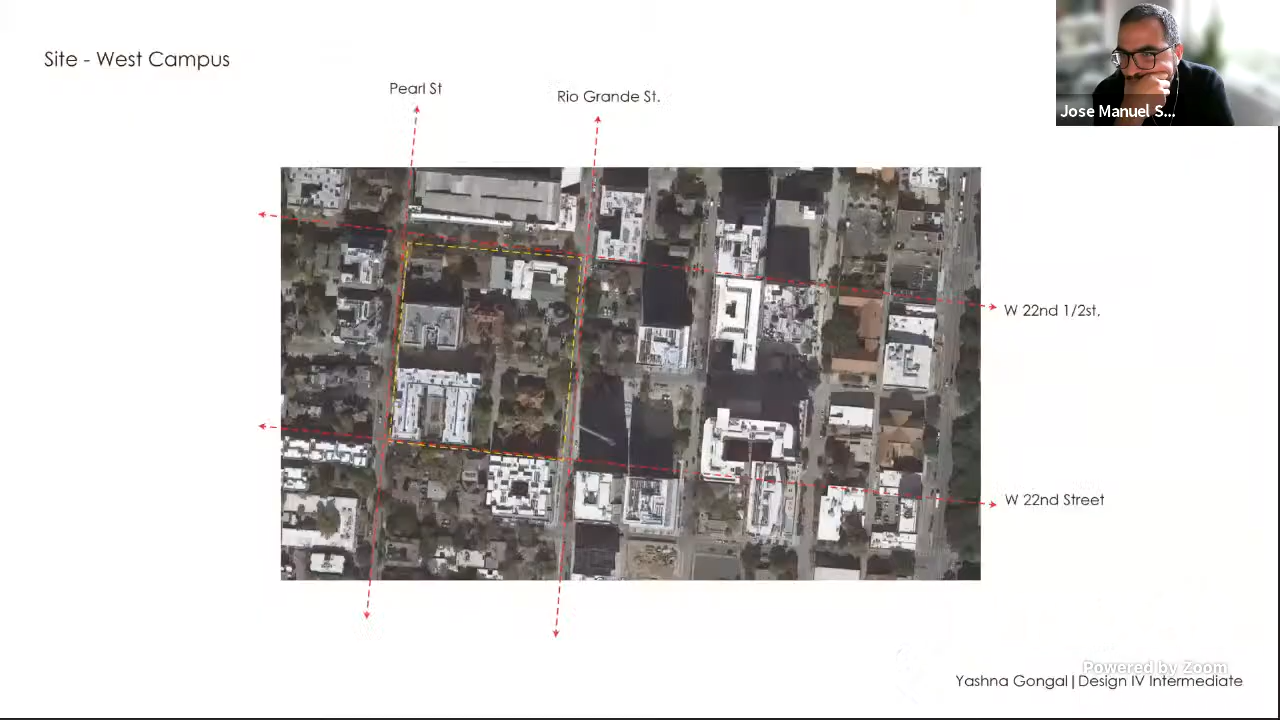 Site - West Campus
Jose Manuel S...
Pearl St
Rio Grande St.
W 22nd 1/2st.
W 22nd Street
Powered by Zoom
Yashna Gongal|Design IV Intermediate